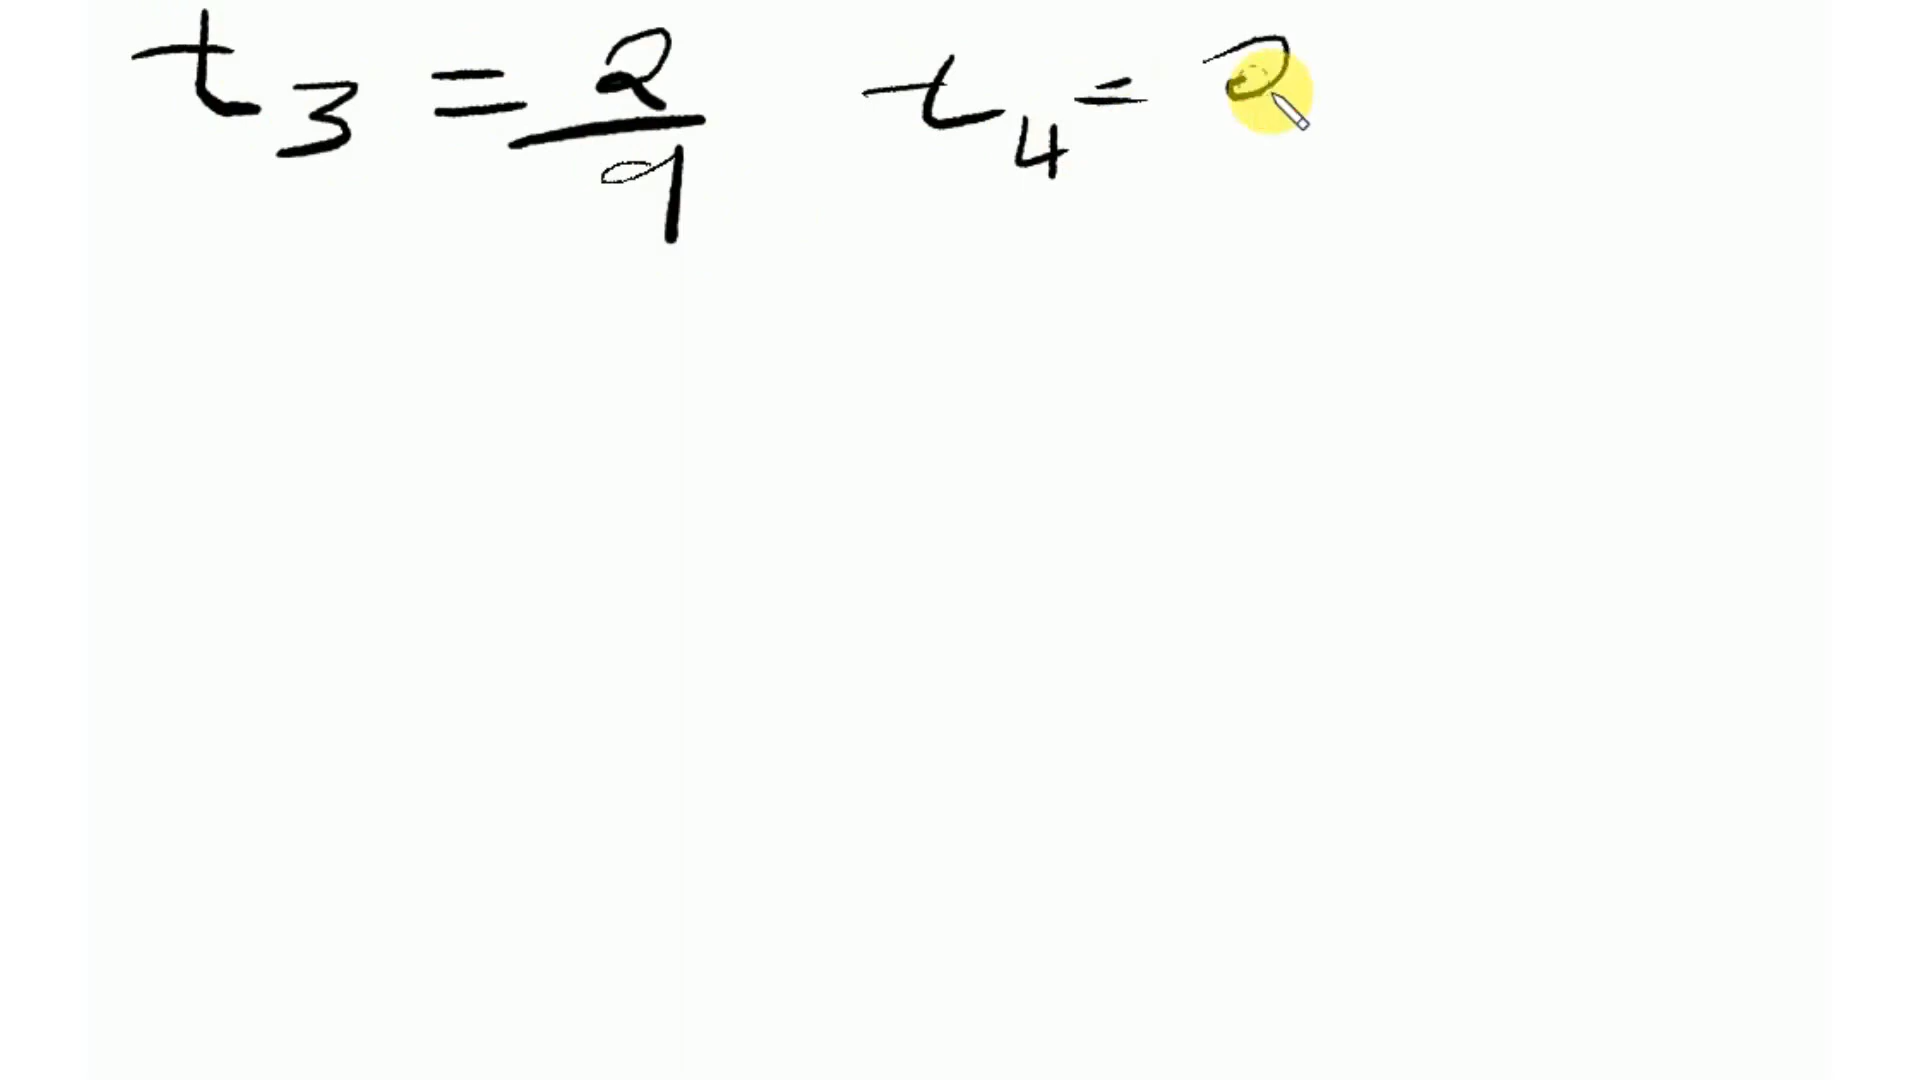 t₃ = 2/9 t₄ = 2